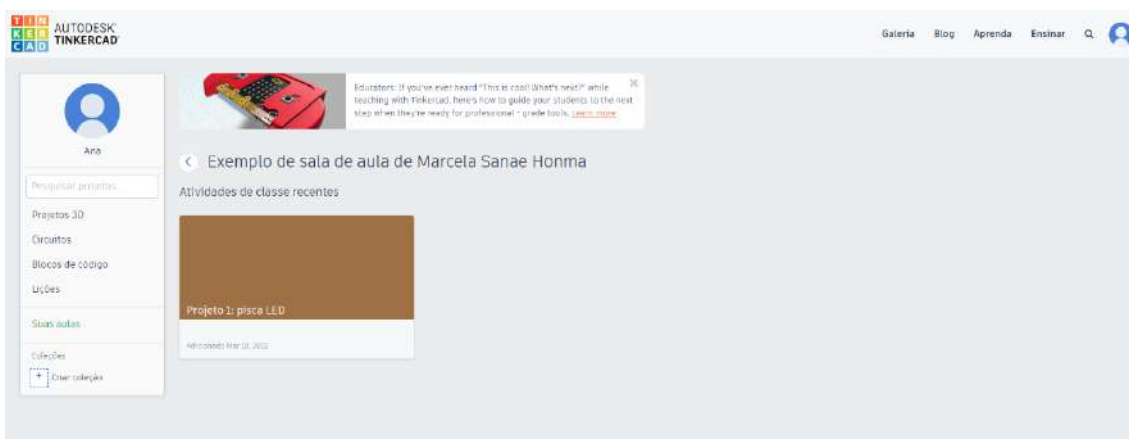 TIN
KER
CAD
AUTODESK®
TINKERCAD®
Galeria Blog Aprenda Ensinar
Ana
Pesquisar projetos
Projetos 3D
Circuitos
Blocos de código
Lições
Suas aulas
Coleções
+ Criar coleção
Educators: If you've ever heard "This is cool! What's next?" while
teaching with Tinkercad, here's how to guide your students to the next
step when they're ready for professional - grade tools. Learn more
Exemplo de sala de aula de Marcela Sanae Honma
Atividades de classe recentes
Projeto 1: pisca LED
Adicionado Mar